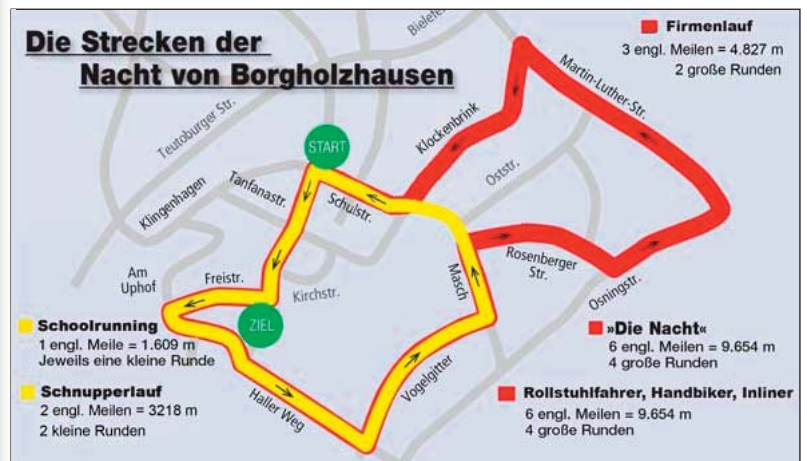 Die Strecken der
Nacht von Borgholzhausen
Firmenlauf
3 engl. Meilen = 4.827 m
2 große Runden
Teutoburger Str.
Klockenbrink
Martin-Luther-Str.
START
Oststr.
Klingenhagen
Tanfanastr.
Schulstr.
Am
Uphof
Freistr.
Kirchstr.
Masch
Rosenberger
Str.
Osningstr.
ZIEL
Schoolrunning
1 engl. Meile = 1.609 m
Jeweils eine kleine Runde
Schnupperlauf
2 engl. Meilen = 3218 m
2 kleine Runden
Haller Weg
Vogelgitter
»Die Nacht«
6 engl. Meilen = 9.654 m
4 große Runden
Rollstuhlfahrer, Handbiker, Inliner
6 engl. Meilen = 9.654 m
4 große Runden